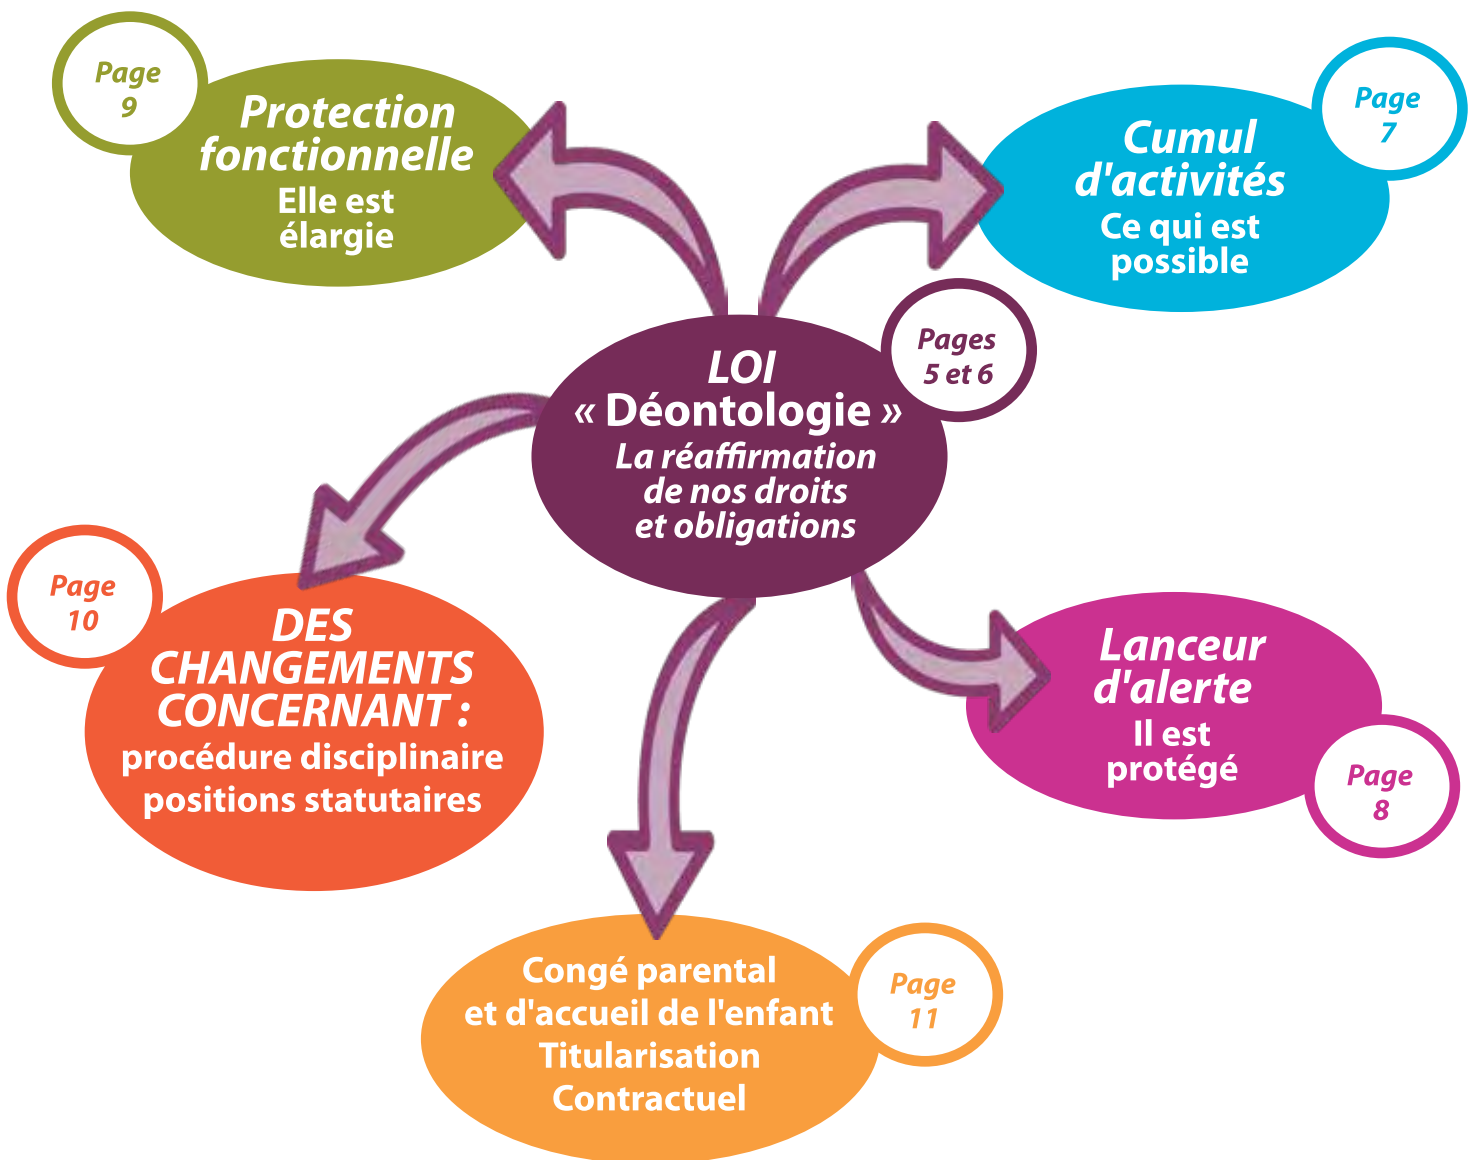 Page
9
Protection
fonctionnelle
Elle est
élargie
Page
7
Cumul
d'activités
Ce qui est
possible
Pages
5 et 6
LOI
« Déontologie »
La réaffirmation
de nos droits
et obligations
Page
10
DES
CHANGEMENTS
CONCERNANT :
procédure disciplinaire
positions statutaires
Lanceur
d'alerte
Il est
protégé
Page
8
Congé parental
et d'accueil de l'enfant
Titularisation
Contractuel
Page
11